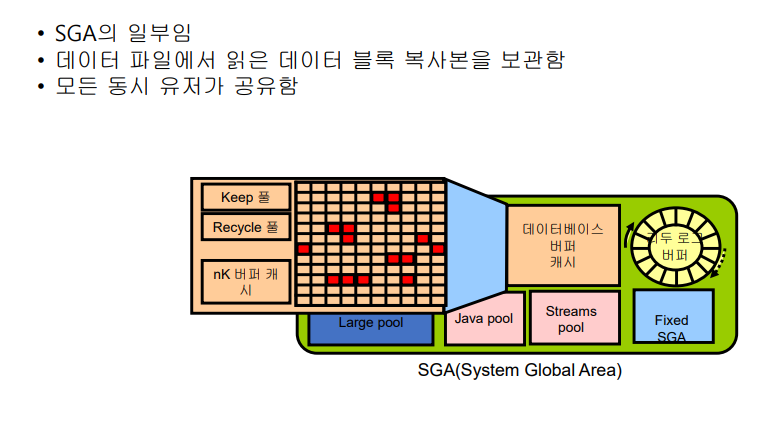 • SGA의 일부임
• 데이터 파일에서 읽은 데이터 블록 복사본을 보관함
• 모든 동시 유저가 공유함
Keep 풀
Recycle 풀
nK 버퍼 캐
시
데이터베이스
버퍼
캐시
리두 로그
버퍼
Large pool
Java pool
Streams
pool
Fixed
SGA
SGA(System Global Area)